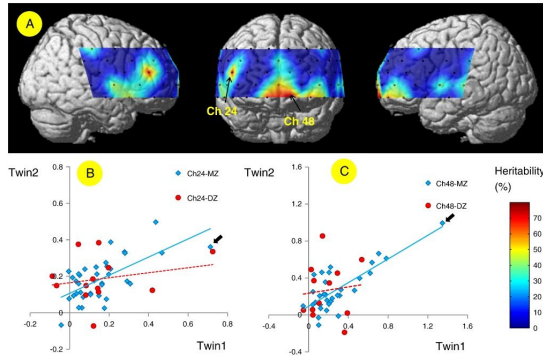 A
Ch 24
Ch 48
Twin2
B
Ch24-MZ
Ch24-DZ
0.8
0.6
0.4
0.2
0
-0.2
-0.2
0
0.2
0.4
0.6
0.8
Twin1
Twin2
C
Ch48-MZ
Ch48-DZ
1.6
1.2
0.8
0.4
0
-0.4
-0.4
0
0.4
0.8
1.2
1.6
Twin1
Heritability
(%)
70
60
50
40
30
20
10
0